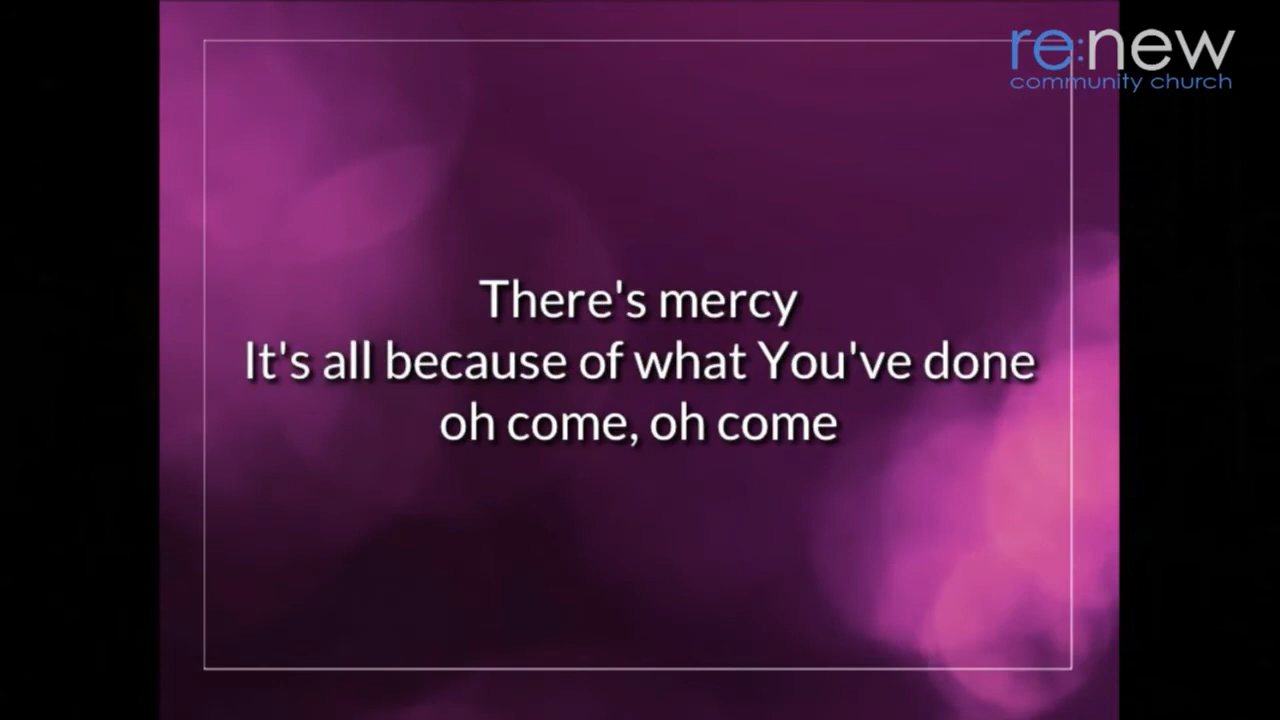 re:new
community church
There's mercy
It's all because of what You've done
oh come, oh come